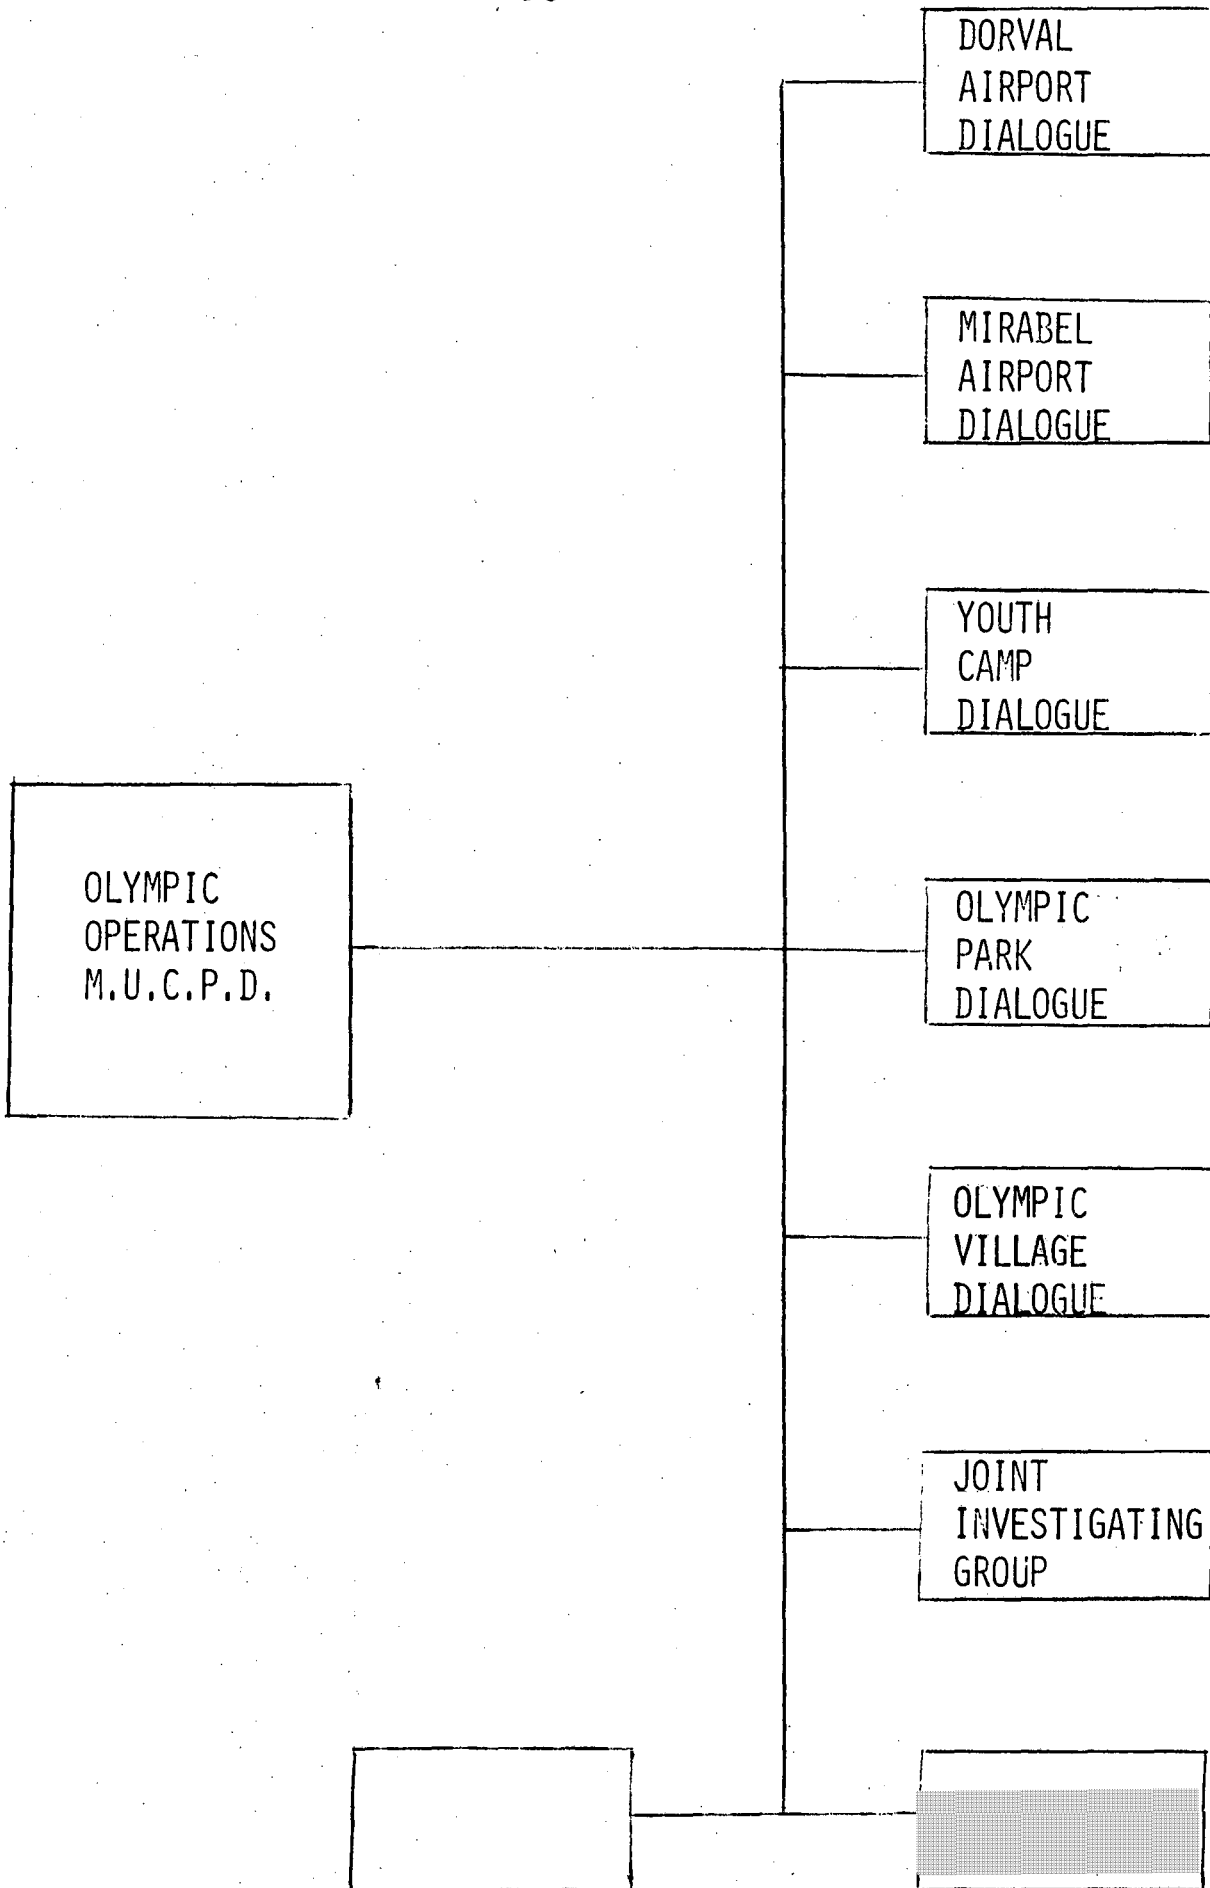 DORVAL
AIRPORT
DIALOGUE
MIRABEL
AIRPORT
DIALOGUE
YOUTH
CAMP
DIALOGUE
OLYMPIC
OPERATIONS
M.U.C.P.D.
OLYMPIC
PARK
DIALOGUE
OLYMPIC
VILLAGE
DIALOGUE
JOINT
INVESTIGATING
GROUP